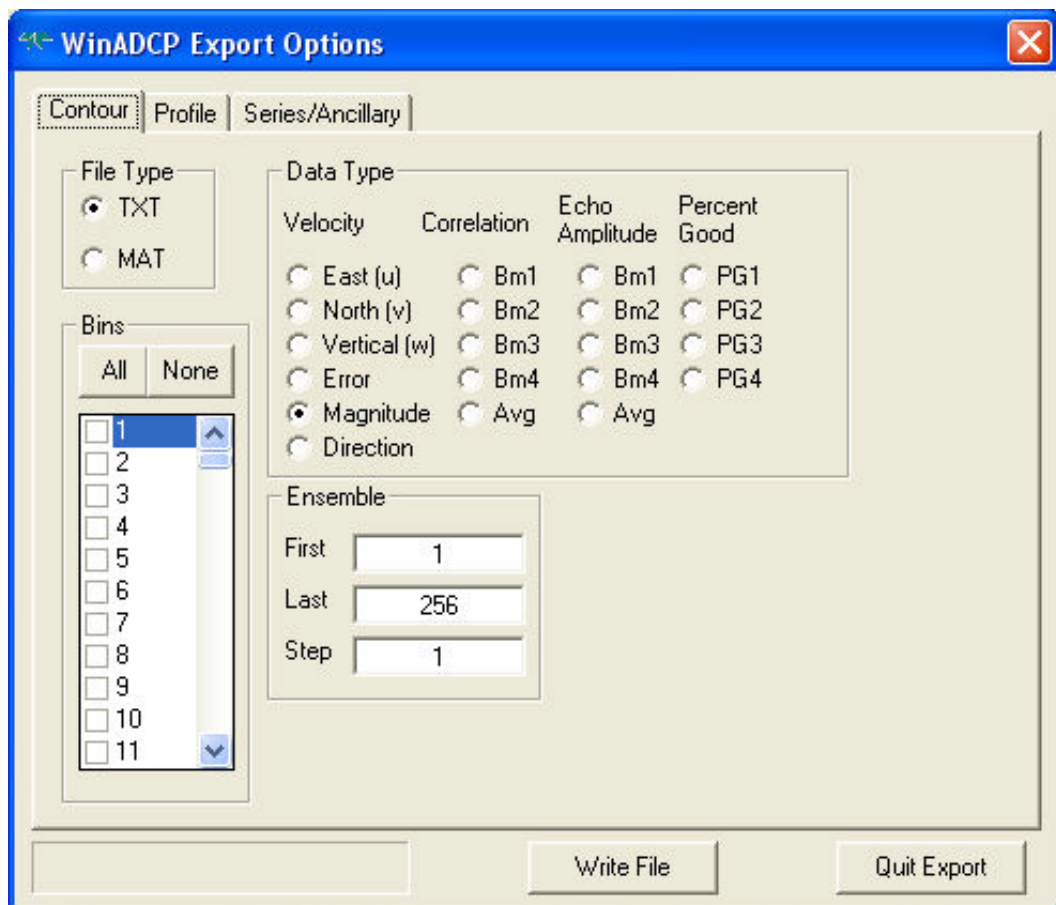 WinADCP Export Options
Contour Profile Series/Ancillary
File Type
TXT
MAT
Bins
All None
1
2
3
4
5
6
7
8
9
10
11
Data Type
Velocity Correlation Echo Amplitude Percent Good
East (u) Bm1 Bm1 PG1
North (v) Bm2 Bm2 PG2
Vertical (w) Bm3 Bm3 PG3
Error Bm4 Bm4 PG4
Magnitude Avg Avg
Direction
Ensemble
First 1
Last 256
Step 1
Write File Quit Export